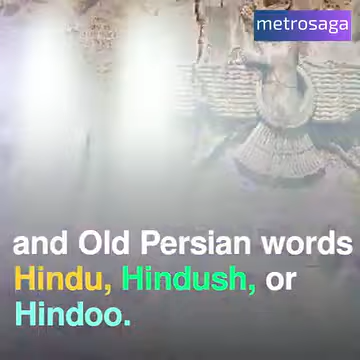 metrosaga
and Old Persian words
Hindu, Hindush, or
Hindoo.